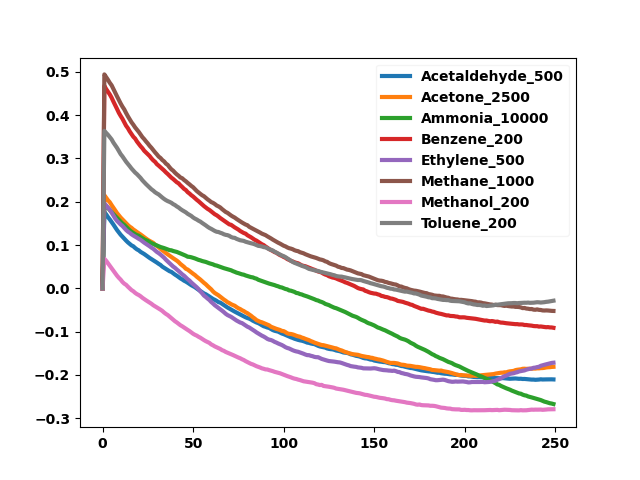 0.5
0.4
0.3
0.2
0.1
0.0
−0.1
−0.2
−0.3
0
50
100
150
200
250
Acetaldehyde_500
Acetone_2500
Ammonia_10000
Benzene_200
Ethylene_500
Methane_1000
Methanol_200
Toluene_200